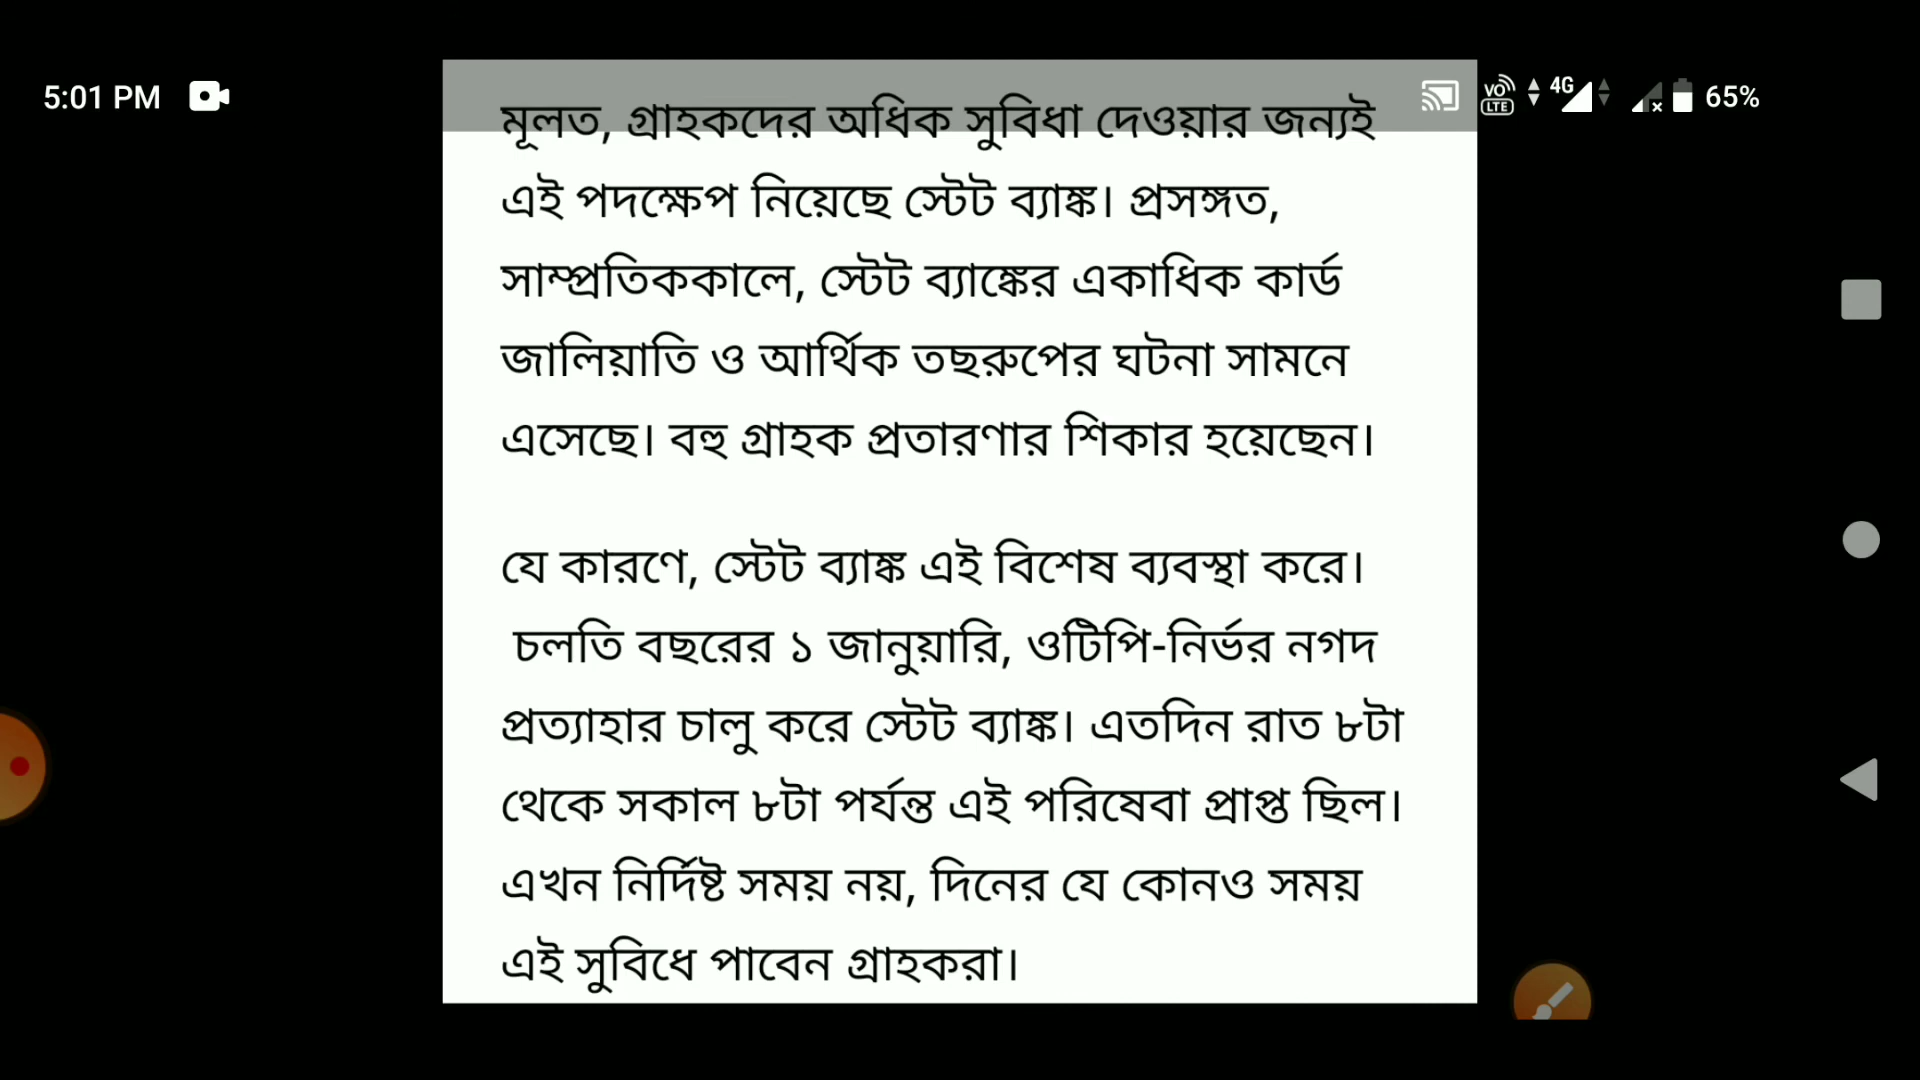 5:01 PM
VO LTE 4G 65%
মূলত, গ্রাহকদের অধিক সুবিধা দেওয়ার জন্যই
এই পদক্ষেপ নিয়েছে স্টেট ব্যাঙ্ক। প্রসঙ্গত,
সাম্প্রতিককালে, স্টেট ব্যাঙ্কের একাধিক কার্ড
জালিয়াতি ও আর্থিক তছরুপের ঘটনা সামনে
এসেছে। বহু গ্রাহক প্রতারণার শিকার হয়েছেন।
যে কারণে, স্টেট ব্যাঙ্ক এই বিশেষ ব্যবস্থা করে।
চলতি বছরের ১ জানুয়ারি, ওটিপি-নির্ভর নগদ
প্রত্যাহার চালু করে স্টেট ব্যাঙ্ক। এতদিন রাত ৮টা
থেকে সকাল ৮টা পর্যন্ত এই পরিষেবা প্রাপ্ত ছিল।
এখন নির্দিষ্ট সময় নয়, দিনের যে কোনও সময়
এই সুবিধে পাবেন গ্রাহকরা।